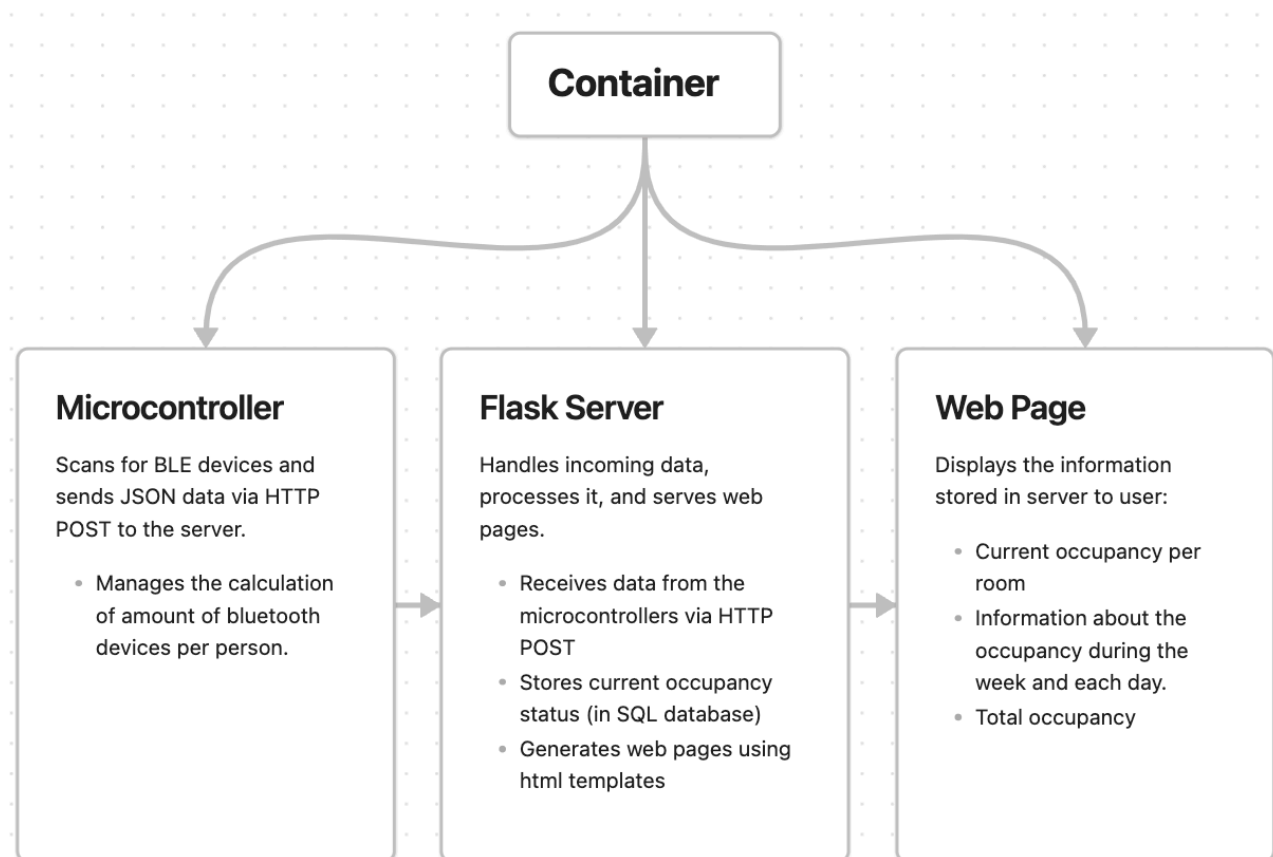 Container
Microcontroller
Scans for BLE devices and
sends JSON data via HTTP
POST to the server.
• Manages the calculation
of amount of bluetooth
devices per person.
Flask Server
Handles incoming data,
processes it, and serves web
pages.
• Receives data from the
microcontrollers via HTTP
POST
• Stores current occupancy
status (in SQL database)
• Generates web pages using
html templates
Web Page
Displays the information
stored in server to user:
• Current occupancy per
room
• Information about the
occupancy during the
week and each day.
• Total occupancy